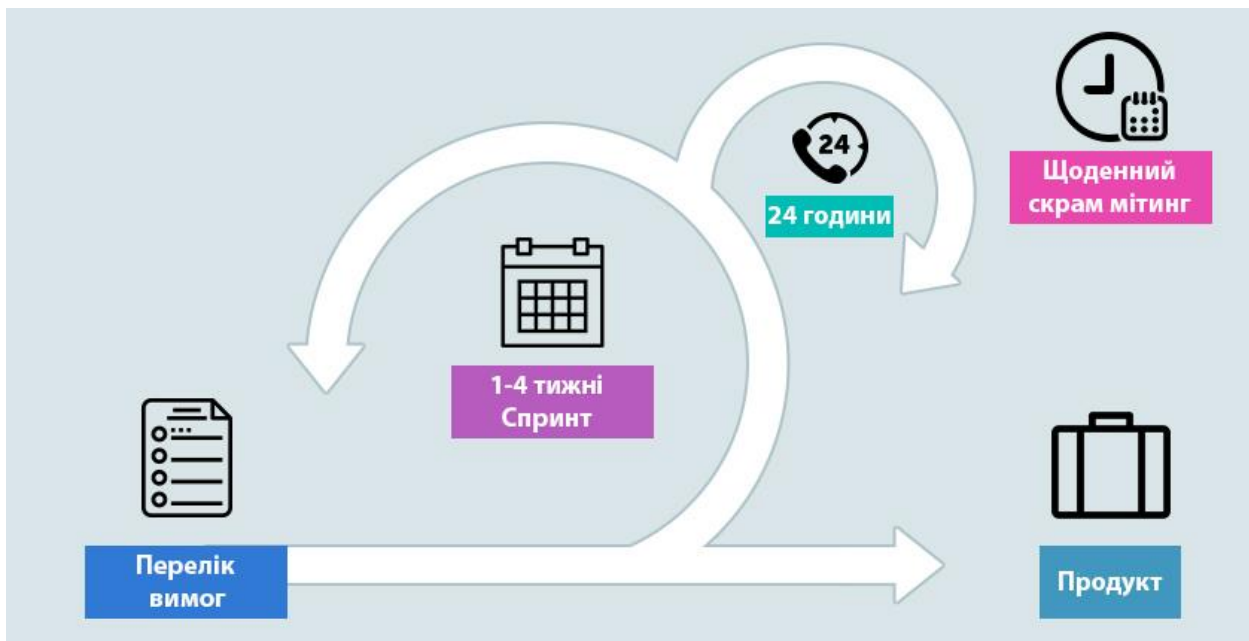 24
24 години
Щоденний
скрам мітинг
1-4 тижні
Спринт
Перелік
вимог
Продукт